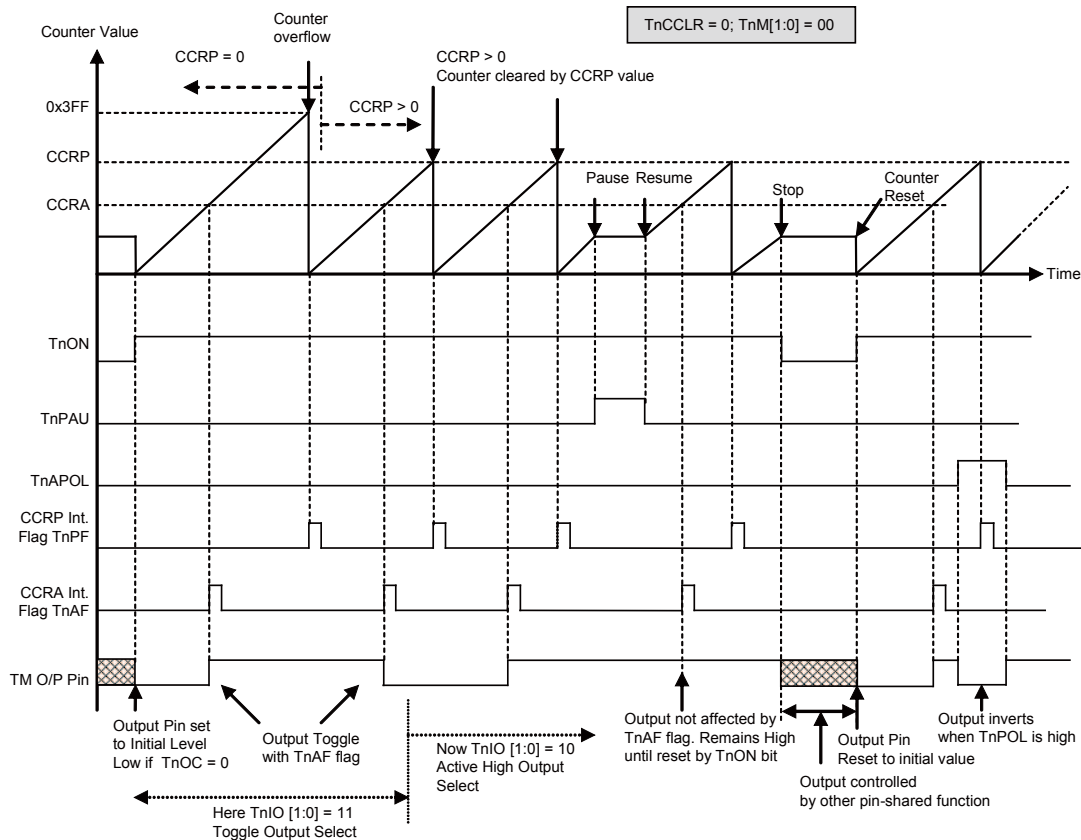 TnCCLR = 0; TnM[1:0] = 00
Counter Value
Counter
overflow
CCRP = 0
CCRP > 0
CCRP > 0
Counter cleared by CCRP value
0x3FF
CCRP
CCRA
Pause
Resume
Stop
Counter
Reset
Time
TnON
TnPAU
TnAPOL
CCRP Int.
Flag TnPF
CCRA Int.
Flag TnAF
TM O/P Pin
Output Pin set
to Initial Level
Low if TnOC = 0
Output Toggle
with TnAF flag
Now TnIO [1:0] = 10
Active High Output
Select
Here TnIO [1:0] = 11
Toggle Output Select
Output not affected by
TnAF flag. Remains High
until reset by TnON bit
Output Pin
Reset to initial value
Output controlled
by other pin-shared function
Output inverts
when TnPOL is high